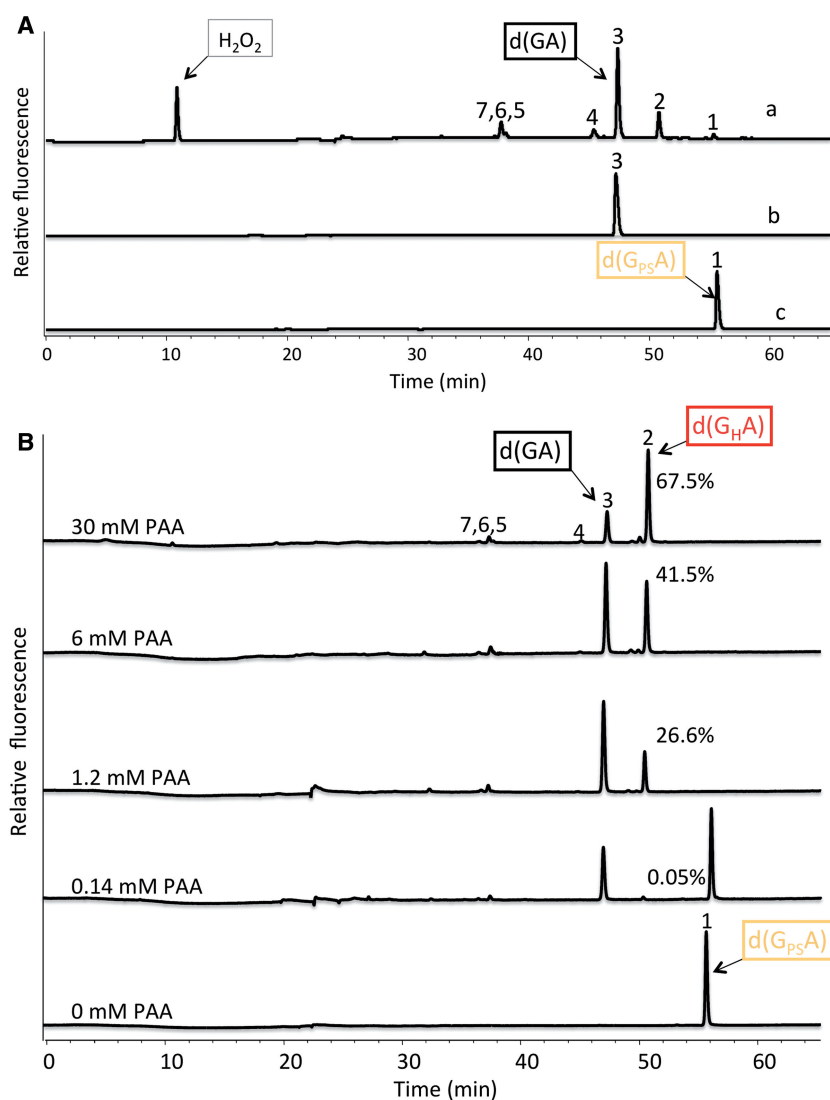 A
H₂O₂
d(GA)
3
7,6,5
4
2
1
a
3
b
d(G_PS A)
1
c
Relative fluorescence
0 10 20 30 40 50 60
Time (min)
B
d(G_H A)
d(GA)
2
3
67.5%
7,6,5
4
30 mM PAA
41.5%
6 mM PAA
26.6%
1.2 mM PAA
0.05%
0.14 mM PAA
1
d(G_PS A)
0 mM PAA
Relative fluorescence
0 10 20 30 40 50 60
Time (min)